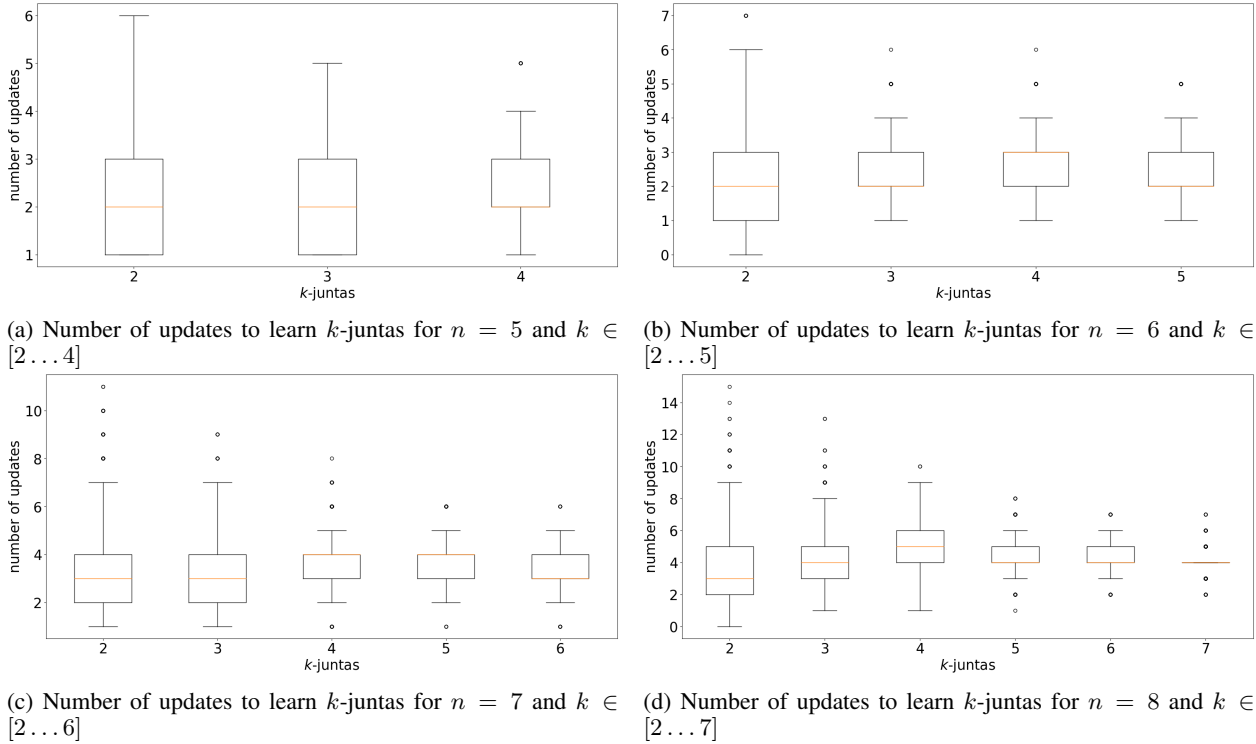 6
5
4
3
2
1
number of updates
2 3 4
k-juntas
(a) Number of updates to learn k-juntas for n = 5 and k ∈
[2 . . . 4]
7
6
5
4
3
2
1
0
number of updates
2 3 4 5
k-juntas
(b) Number of updates to learn k-juntas for n = 6 and k ∈
[2 . . . 5]
10
8
6
4
2
number of updates
2 3 4 5 6
k-juntas
(c) Number of updates to learn k-juntas for n = 7 and k ∈
[2 . . . 6]
14
12
10
8
6
4
2
0
number of updates
2 3 4 5 6 7
k-juntas
(d) Number of updates to learn k-juntas for n = 8 and k ∈
[2 . . . 7]